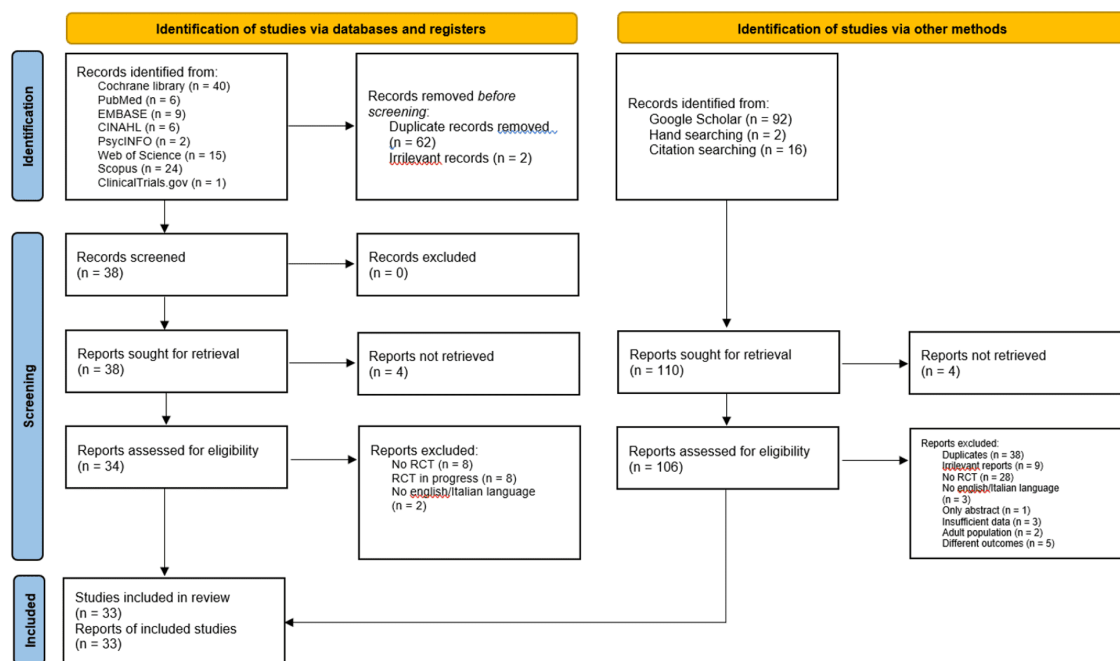 Identification of studies via databases and registers
Identification of studies via other methods
Identification
Records identified from:
Cochrane library (n = 40)
PubMed (n = 6)
EMBASE (n = 9)
CINAHL (n = 6)
PsycINFO (n = 2)
Web of Science (n = 15)
Scopus (n = 24)
ClinicalTrials.gov (n = 1)
Records removed before
screening:
Duplicate records removed
(n = 62)
Irrilevant records (n = 2)
Records identified from:
Google Scholar (n = 92)
Hand searching (n = 2)
Citation searching (n = 16)
Screening
Records screened
(n = 38)
Records excluded
(n = 0)
Reports sought for retrieval
(n = 38)
Reports not retrieved
(n = 4)
Reports sought for retrieval
(n = 110)
Reports not retrieved
(n = 4)
Reports assessed for eligibility
(n = 34)
Reports excluded:
No RCT (n = 8)
RCT in progress (n = 8)
No english/Italian language
(n = 2)
Reports assessed for eligibility
(n = 106)
Reports excluded:
Duplicates (n = 38)
Irrilevant reports (n = 9)
No RCT (n = 28)
No english/Italian language
(n = 3)
Only abstract (n = 1)
Insufficient data (n = 3)
Adult population (n = 2)
Different outcomes (n = 5)
Included
Studies included in review
(n = 33)
Reports of included studies
(n = 33)